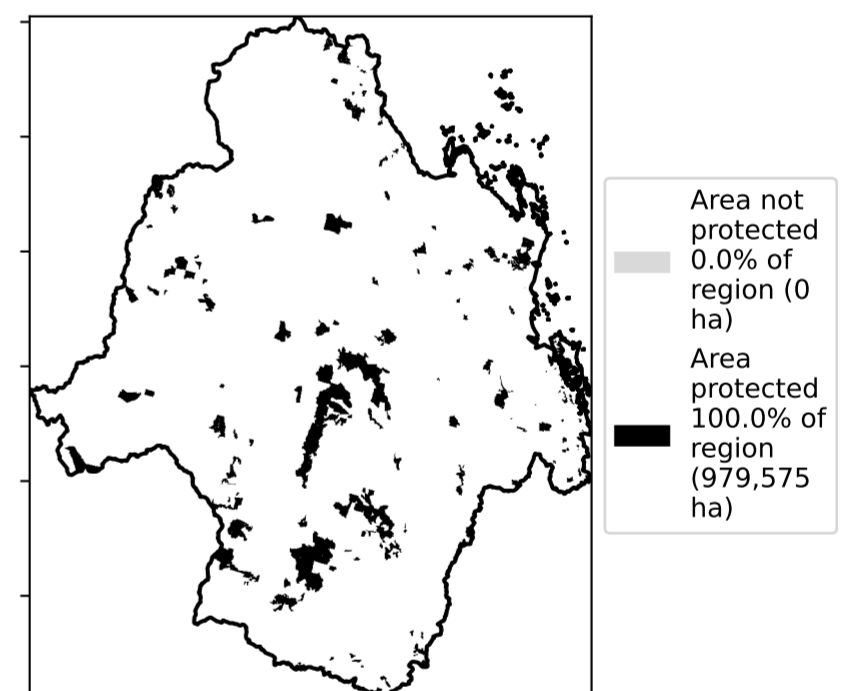 Area not
protected
0.0% of
region (0
ha)
Area
protected
100.0% of
region
(979,575
ha)